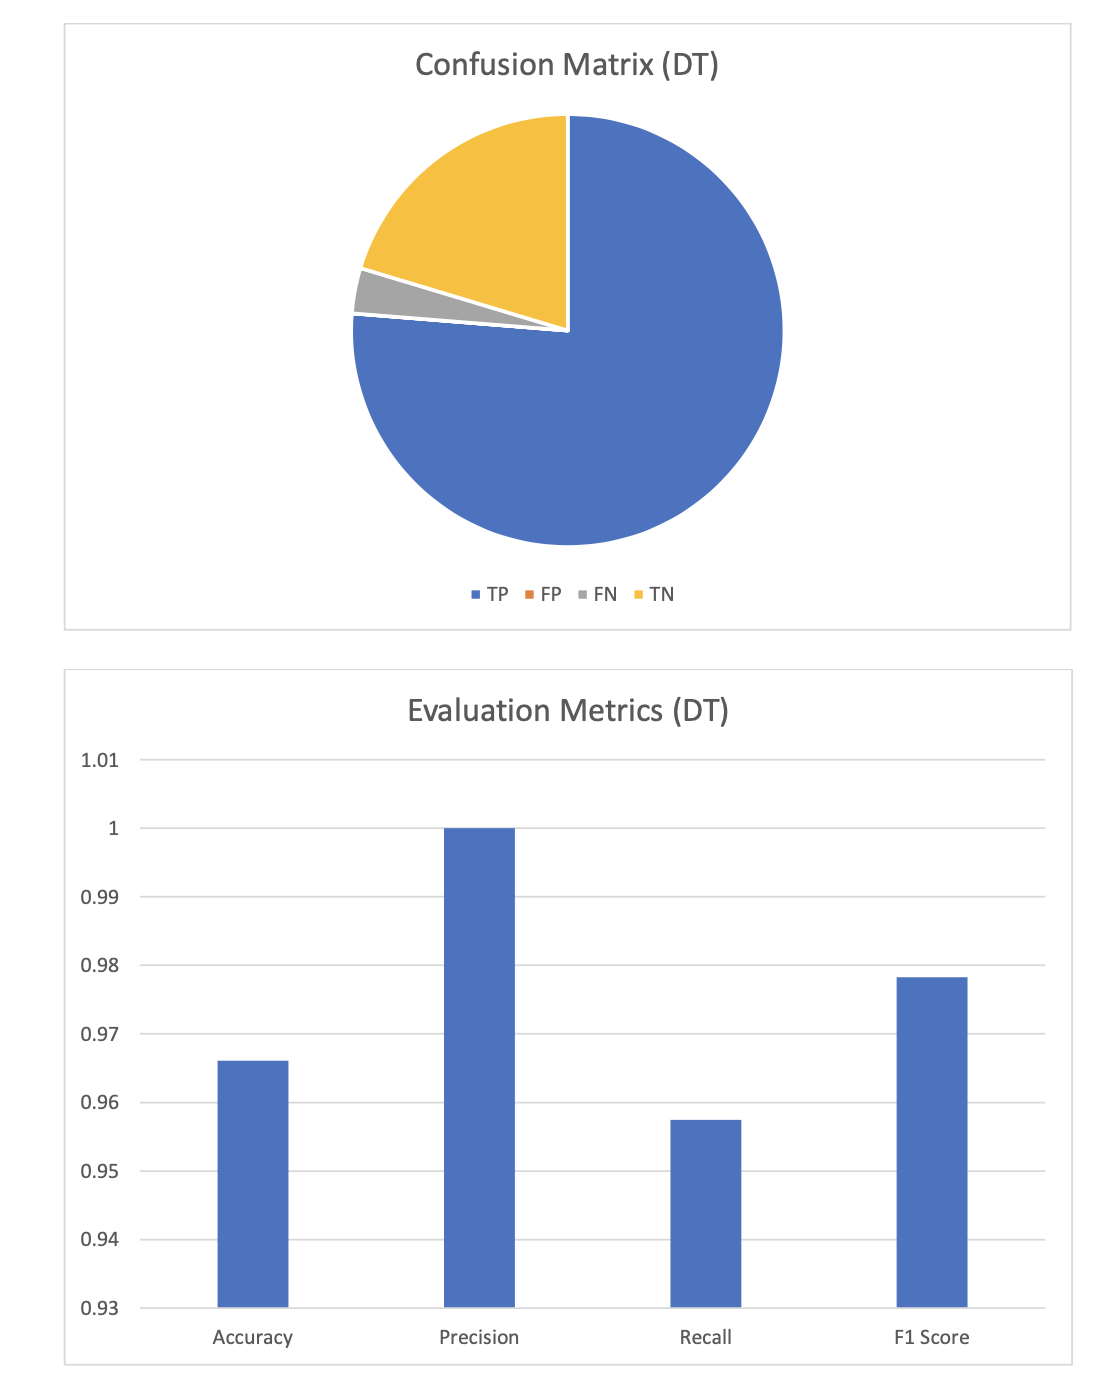 Confusion Matrix (DT)
TP FP FN TN
Evaluation Metrics (DT)
1.01
1
0.99
0.98
0.97
0.96
0.95
0.94
0.93
Accuracy Precision Recall F1 Score